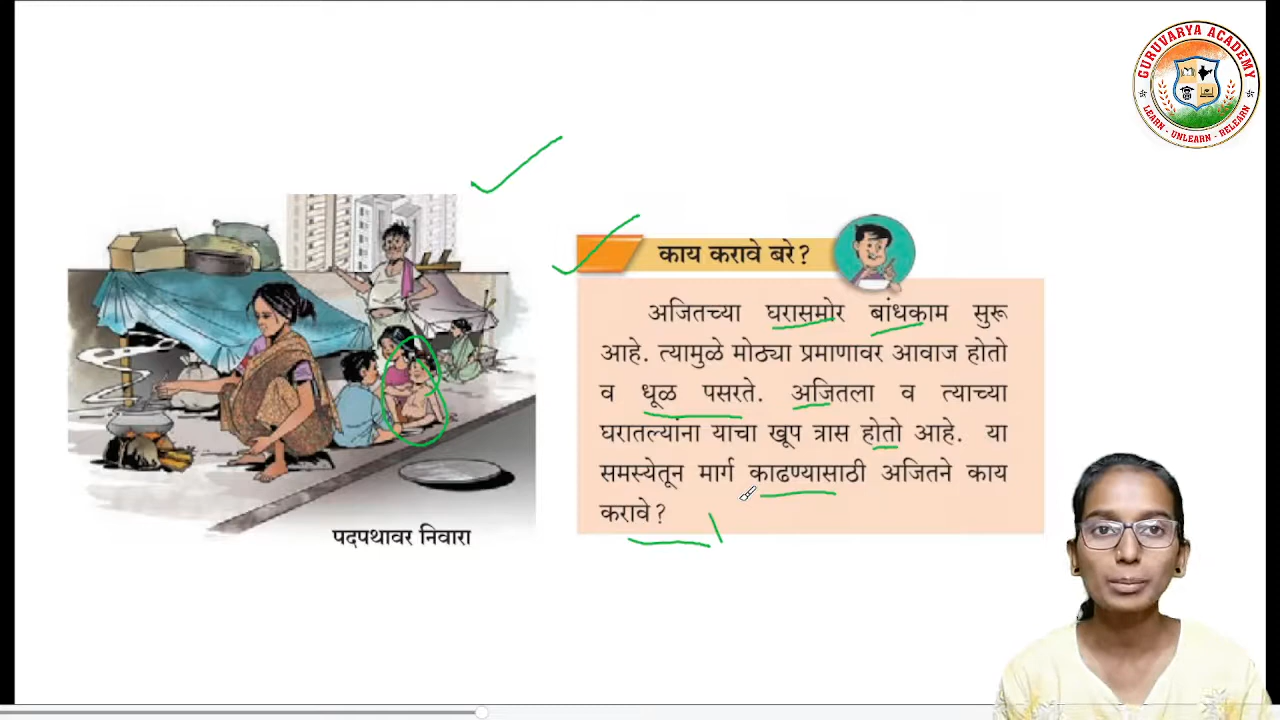 GURUVARYA ACADEMY
LEARN - UNLEARN - RELEARN
काय करावे बरे?
अजितच्या घरासमोर बांधकाम सुरू
आहे. त्यामुळे मोठ्या प्रमाणावर आवाज होतो
व धूळ पसरते. अजितला व त्याच्या
घरातल्यांना याचा खूप त्रास होतो आहे. या
समस्येतून मार्ग काढण्यासाठी अजितने काय
करावे?
पदपथावर निवारा